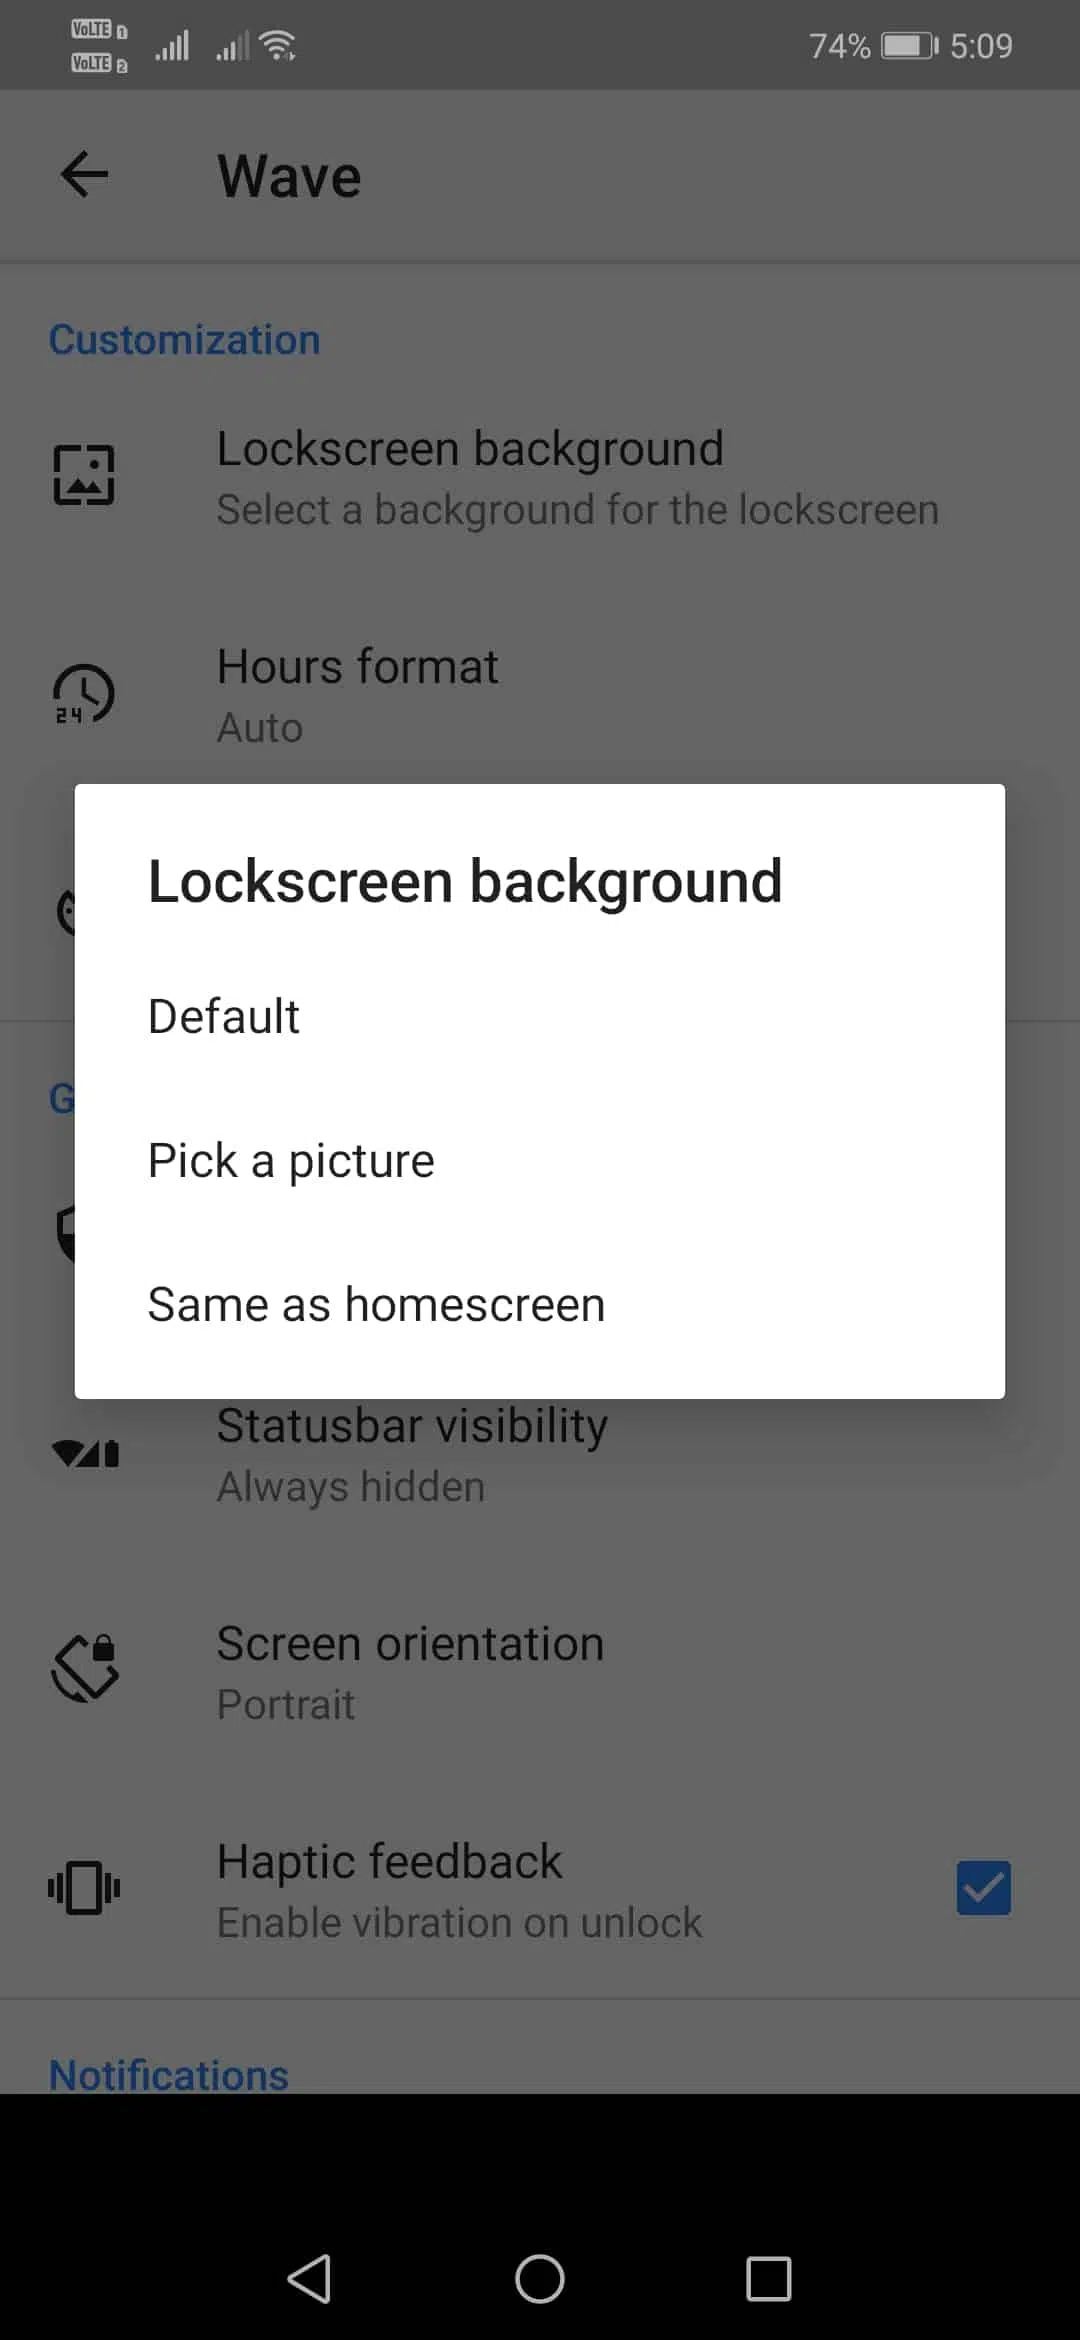 VoLTE 1
VoLTE 2
74% 5:09
Wave
Customization
Lockscreen background
Select a background for the lockscreen
Hours format
24
Auto
Lockscreen background
Default
G
Pick a picture
Same as homescreen
Statusbar visibility
Always hidden
Screen orientation
Portrait
Haptic feedback
Enable vibration on unlock
Notifications